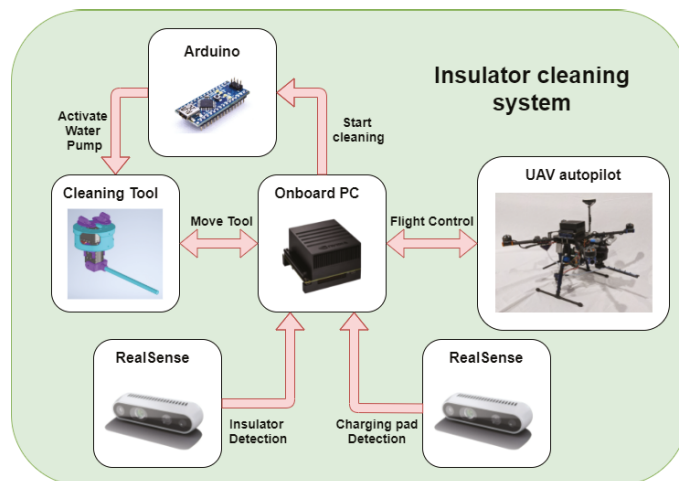 Arduino
Insulator cleaning
system
Activate
Water
Pump
Start
cleaning
Cleaning Tool
Onboard PC
UAV autopilot
Move Tool
Flight Control
RealSense
RealSense
Insulator
Detection
Charging pad
Detection